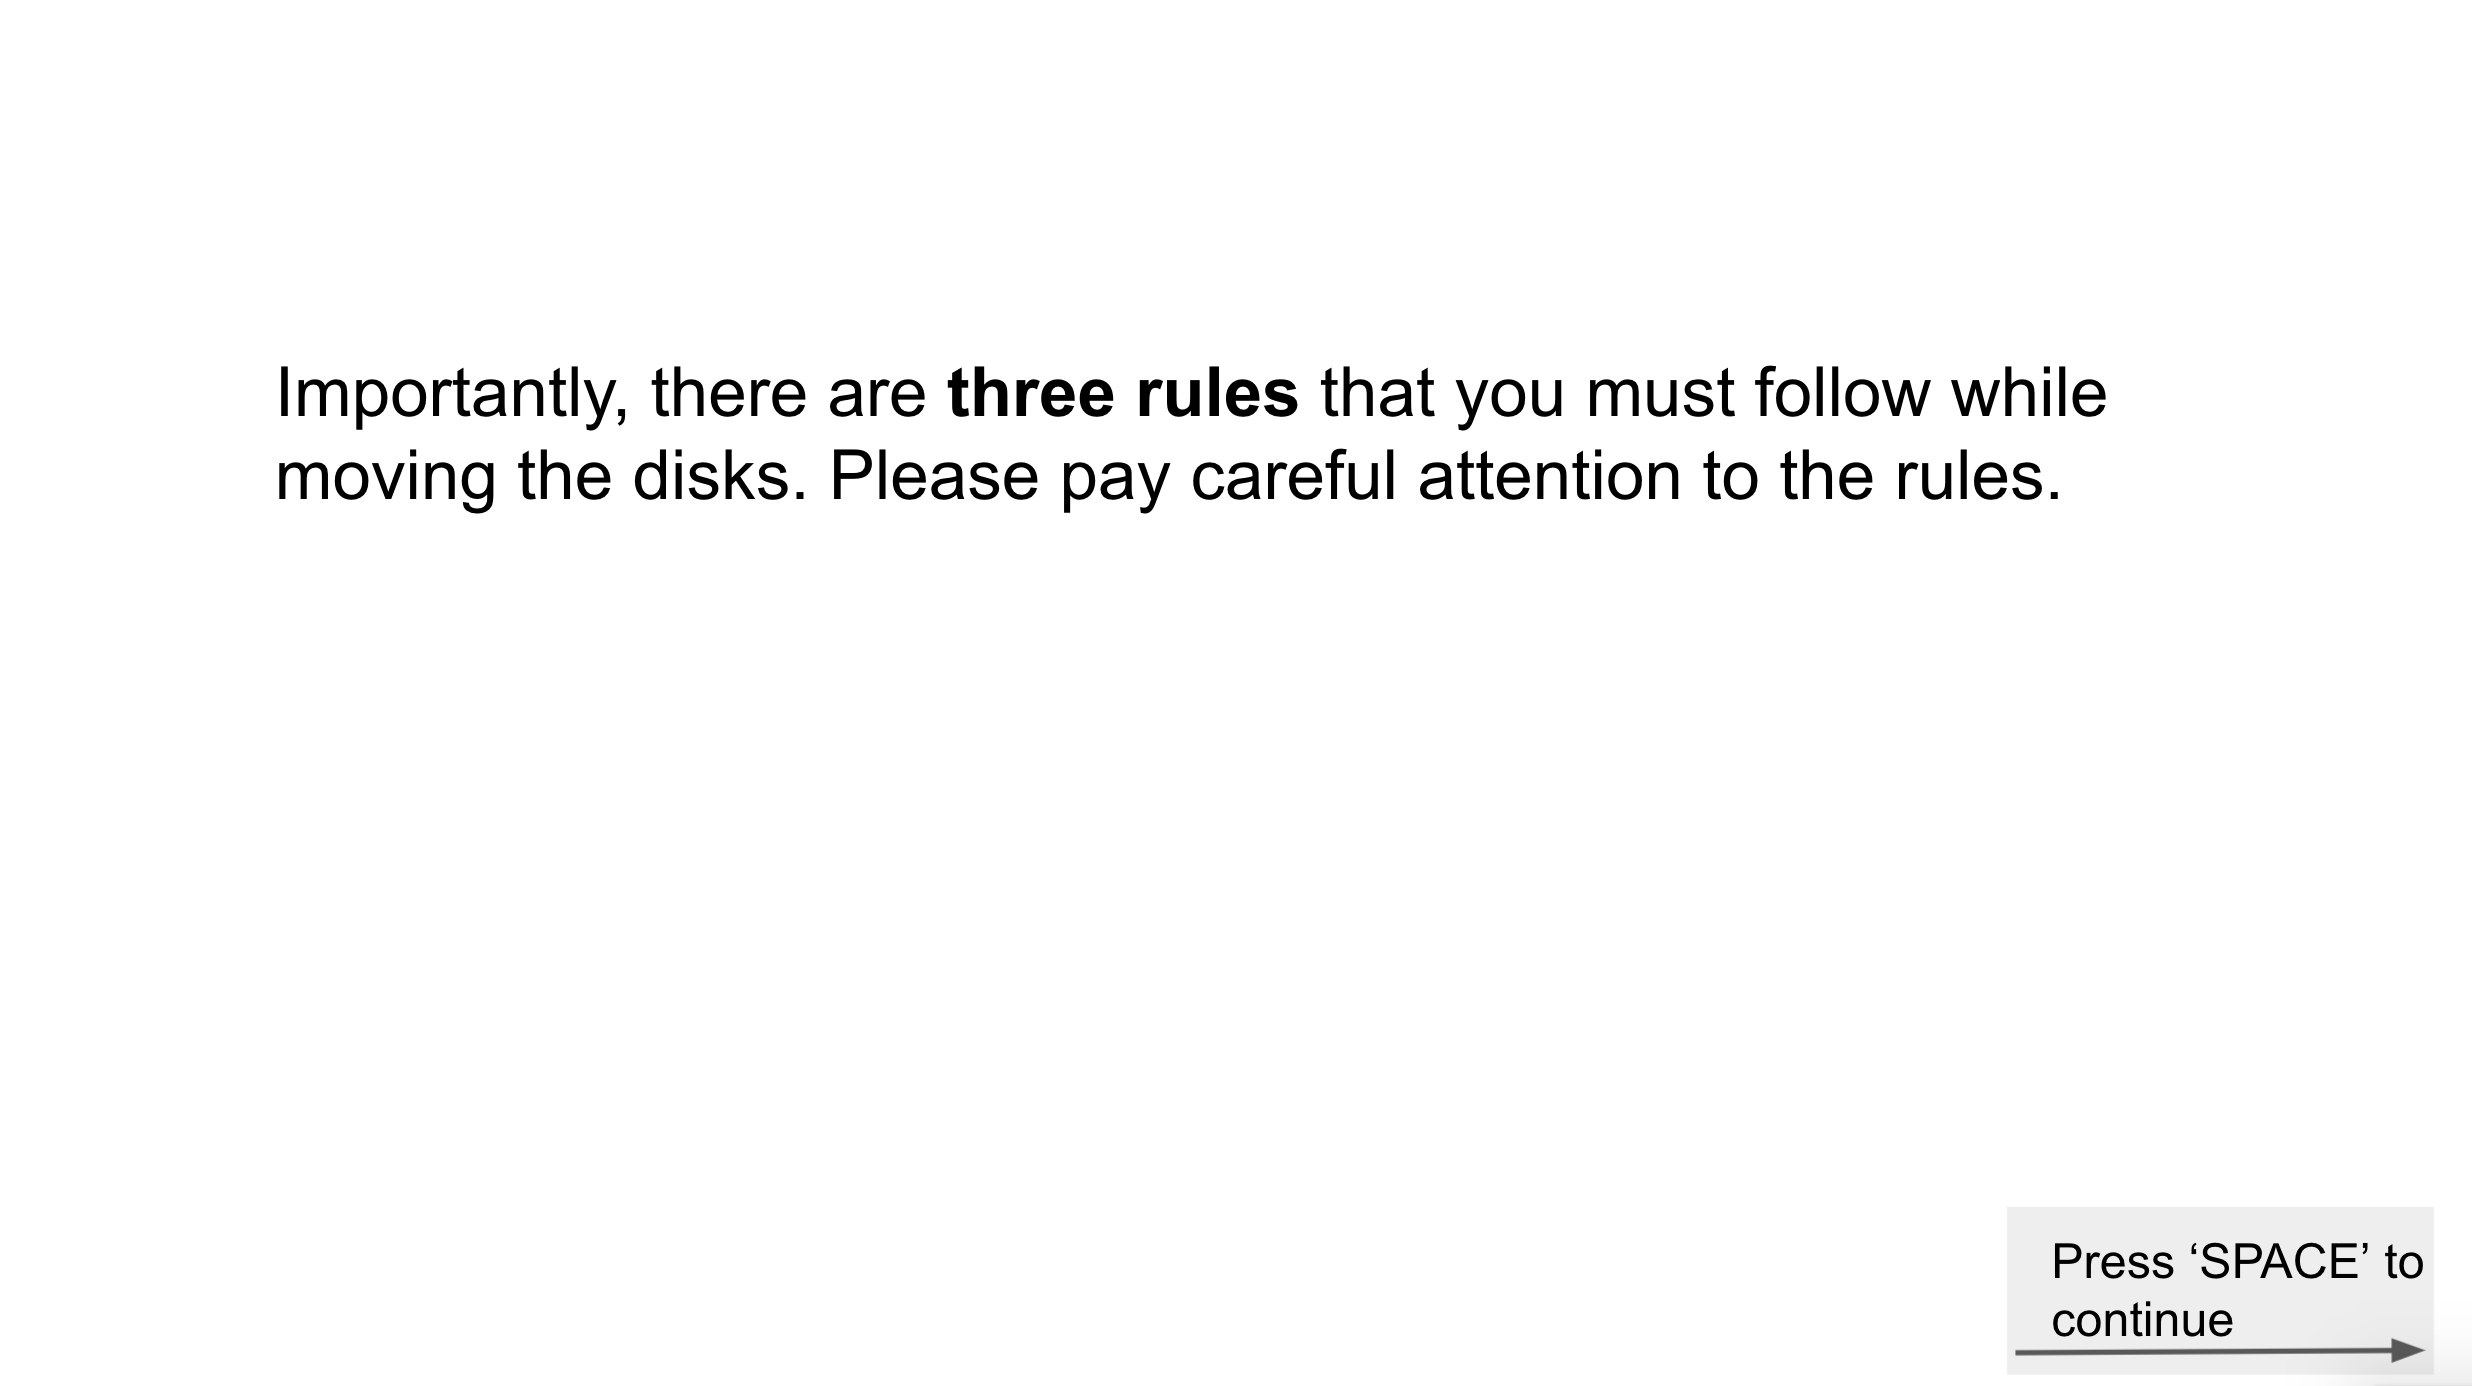 Importantly, there are three rules that you must follow while
moving the disks. Please pay careful attention to the rules.
Press ‘SPACE’ to
continue